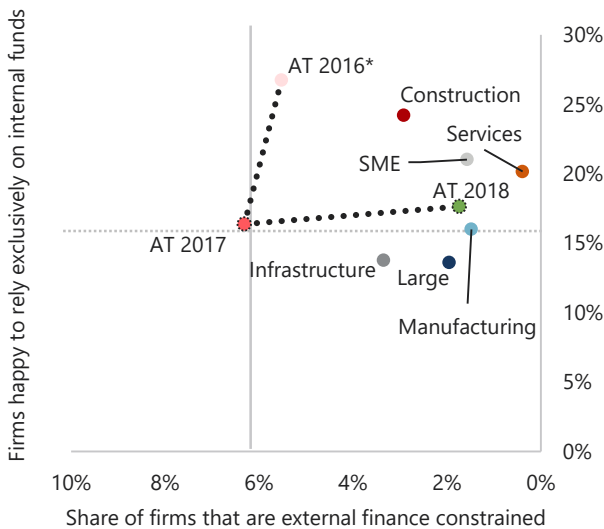 Firms happy to rely exclusively on internal funds
30%
AT 2016*
Construction
25%
Services
SME
20%
AT 2018
AT 2017
15%
Infrastructure
Large
10%
Manufacturing
5%
0%
10%
8%
6%
4%
2%
0%
Share of firms that are external finance constrained